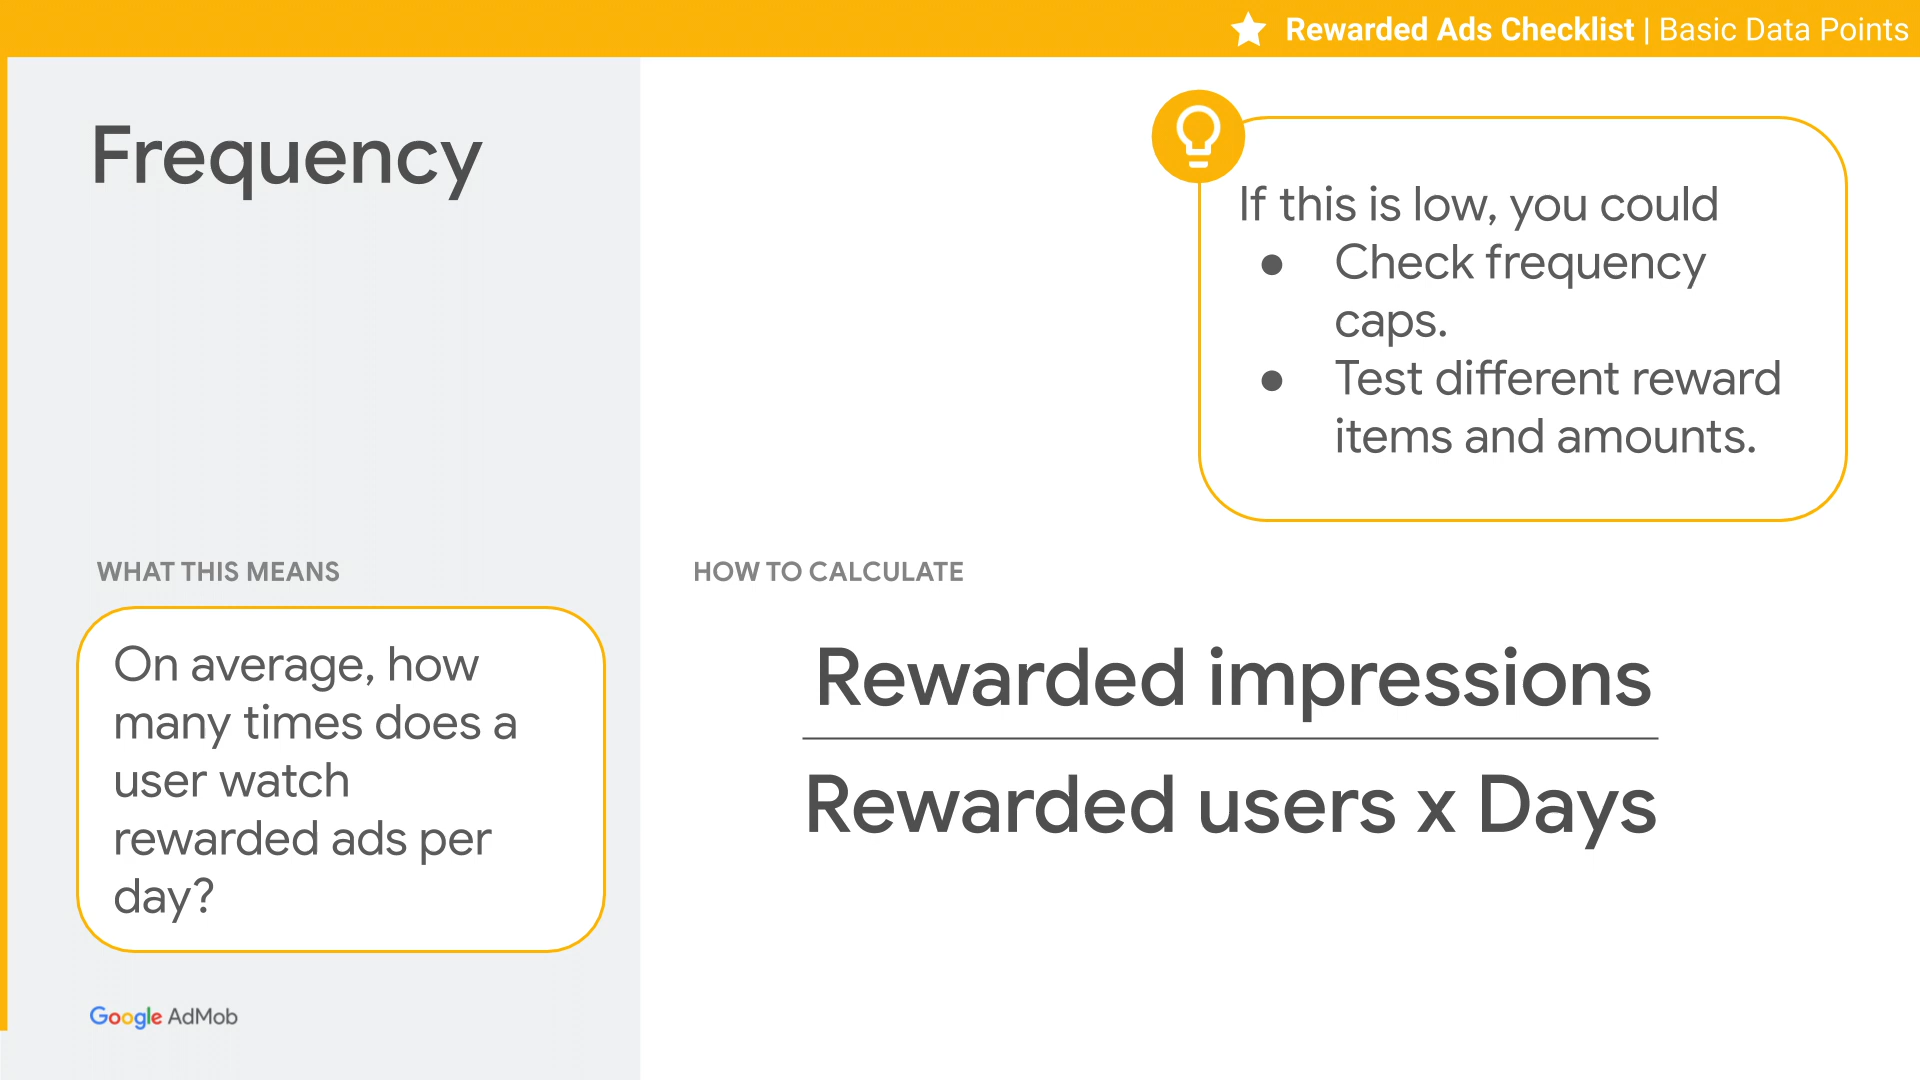 Rewarded Ads Checklist | Basic Data Points
Frequency
If this is low, you could
● Check frequency
caps.
● Test different reward
items and amounts.
WHAT THIS MEANS
On average, how
many times does a
user watch
rewarded ads per
day?
HOW TO CALCULATE
Rewarded impressions
Rewarded users x Days
Google AdMob